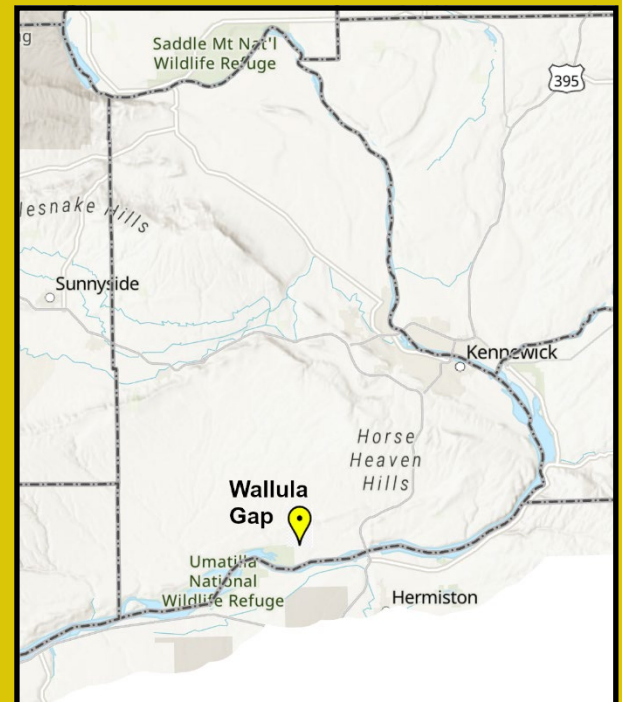 g
Saddle Mt Nat'l
Wildlife Refuge
395
lesnake Hills
Sunnyside
Kennewick
Horse
Heaven
Hills
Wallula
Gap
Umatilla
National
Wildlife Refuge
Hermiston